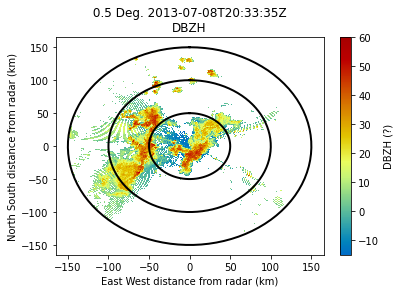 0.5 Deg. 2013-07-08T20:33:35Z
DBZH
North South distance from radar (km)
150
100
50
0
−50
−100
−150
−150 −100 −50 0 50 100 150
East West distance from radar (km)
60
50
40
30
20
10
0
−10
DBZH (?)